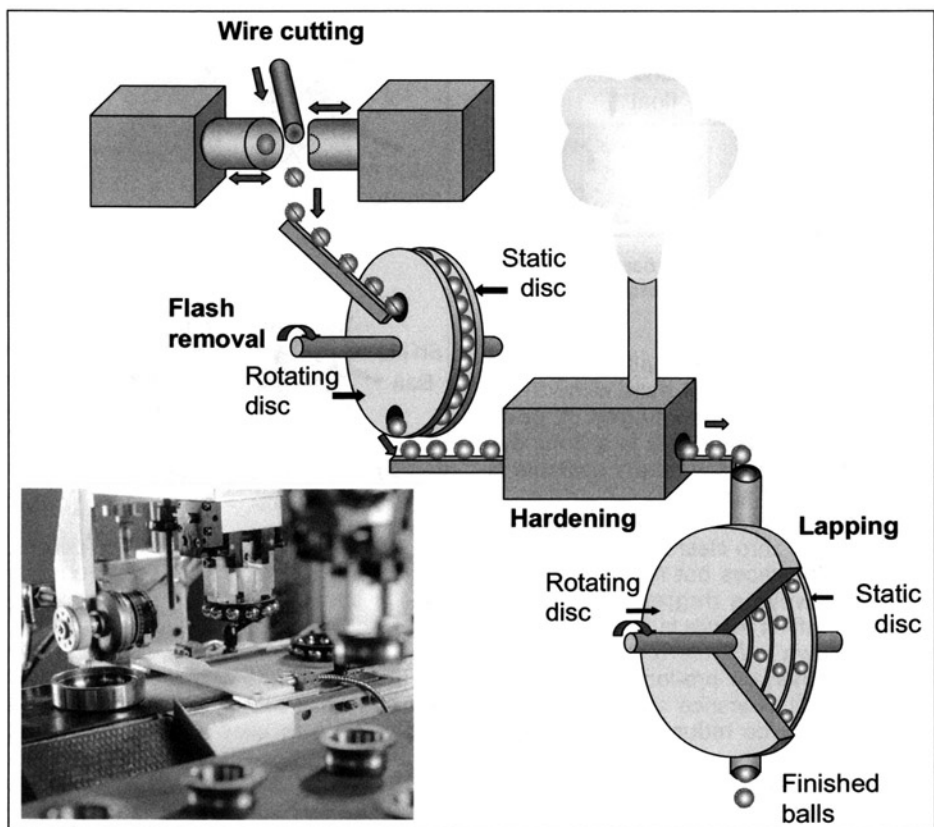 Wire cutting
Static
disc
Flash
removal
Rotating
disc
Hardening
Lapping
Rotating
disc
Static
disc
Finished
balls